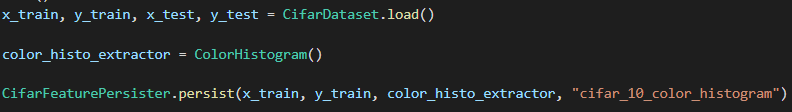 x_train, y_train, x_test, y_test = CifarDataset.load()
color_histo_extractor = ColorHistogram()
CifarFeaturePersister.persist(x_train, y_train, color_histo_extractor, "cifar_10_color_histogram")